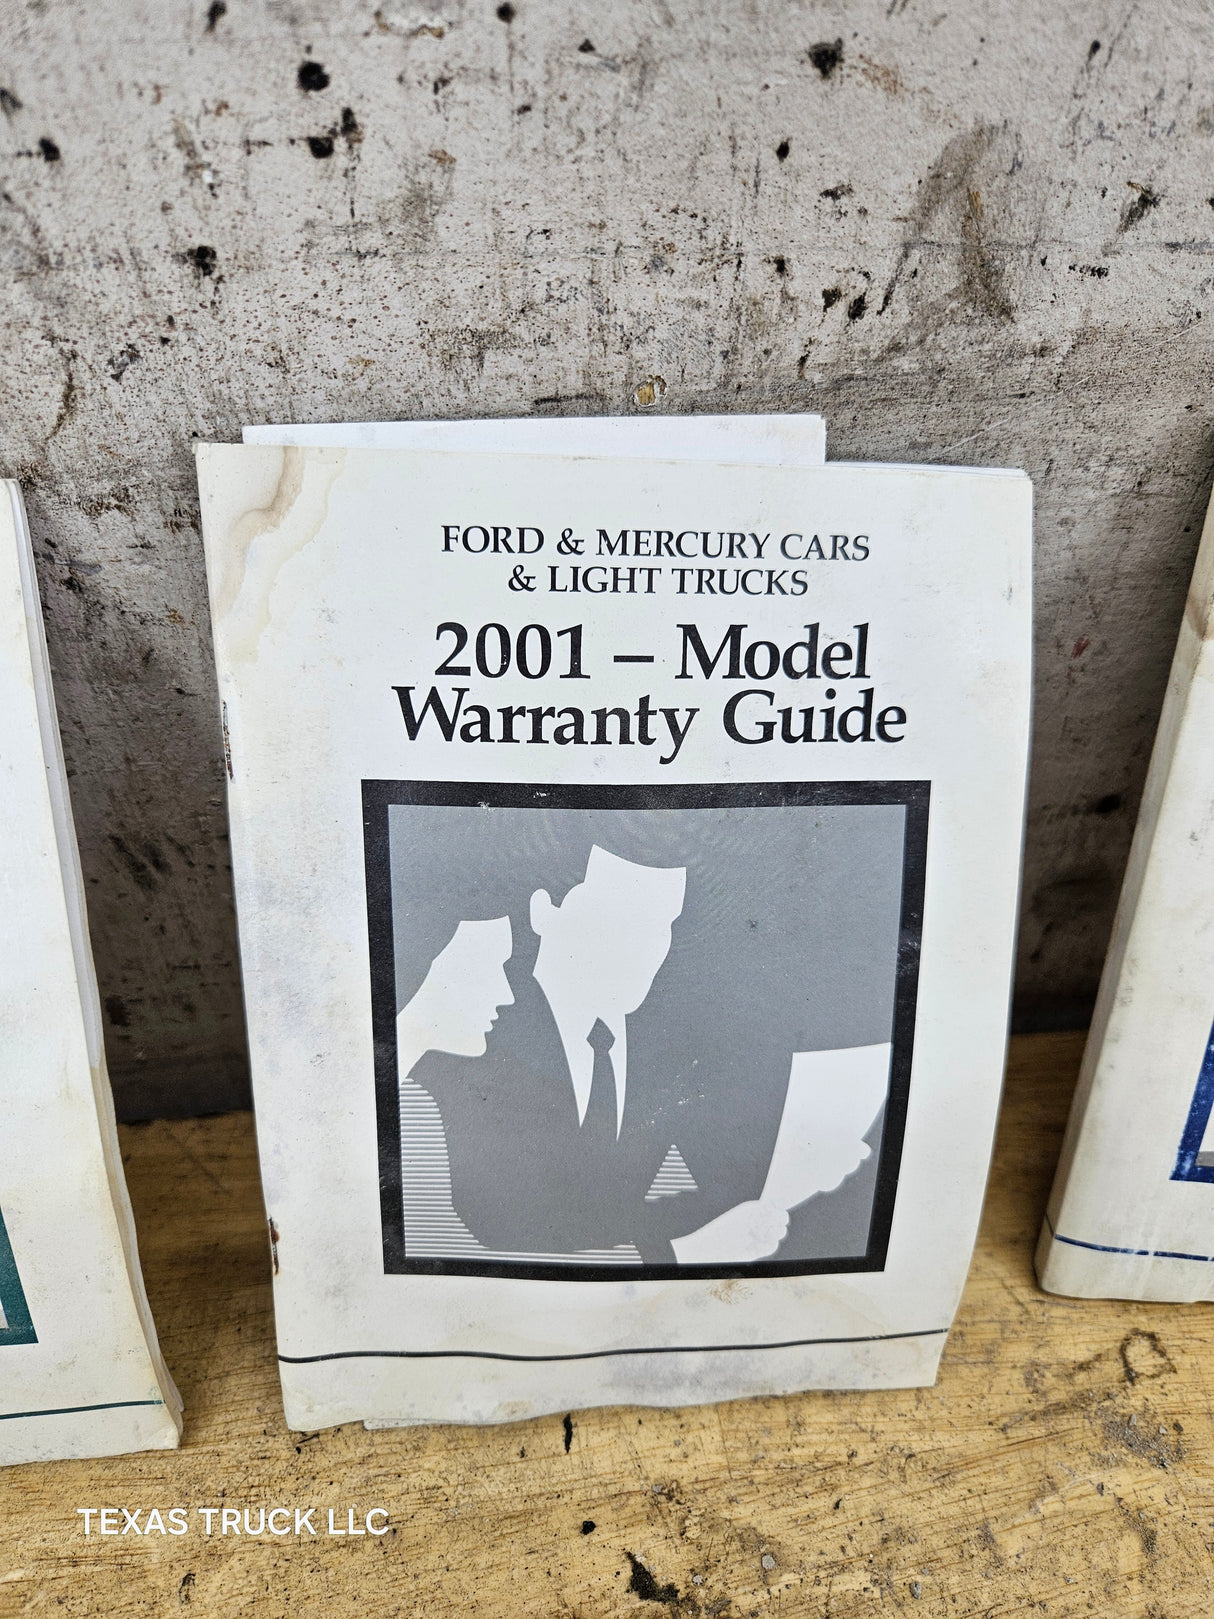 FORD & MERCURY CARS
& LIGHT TRUCKS
2001 – Model
Warranty Guide
TEXAS TRUCK LLC